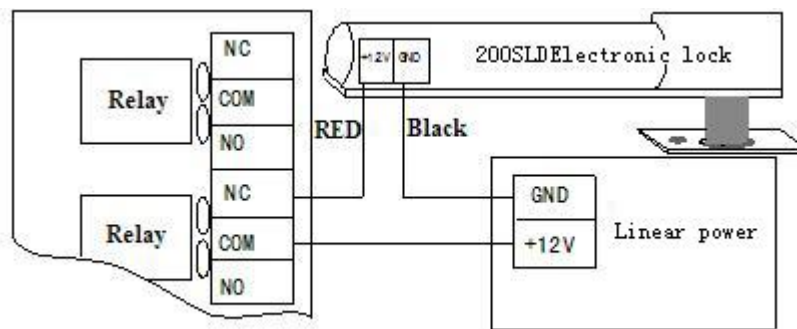 NC
Relay
COM
NO
+12V GND
200SLDElectronic lock
RED
Black
NC
Relay
COM
NO
GND
+12V
Linear power